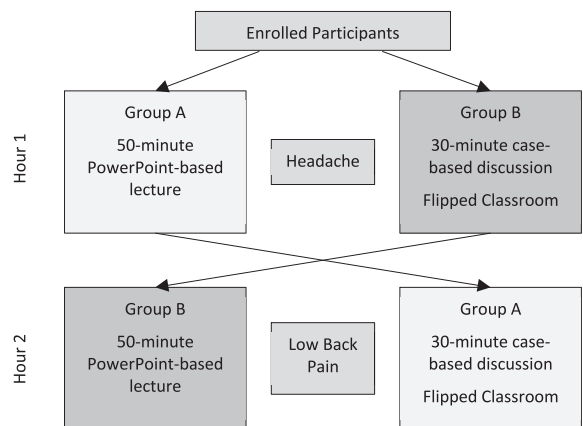 Enrolled Participants
Hour 1
Group A
50-minute
PowerPoint-based
lecture
Headache
Group B
30-minute case-
based discussion
Flipped Classroom
Hour 2
Group B
50-minute
PowerPoint-based
lecture
Low Back
Pain
Group A
30-minute case-
based discussion
Flipped Classroom